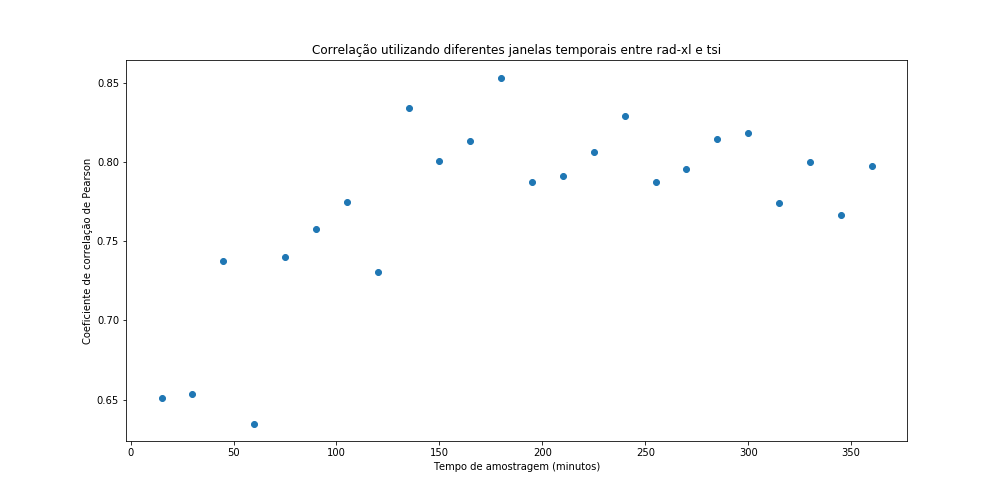 Correlação utilizando diferentes janelas temporais entre rad-xl e tsi
Coeficiente de correlação de Pearson
0.85
0.80
0.75
0.70
0.65
0 50 100 150 200 250 300 350
Tempo de amostragem (minutos)